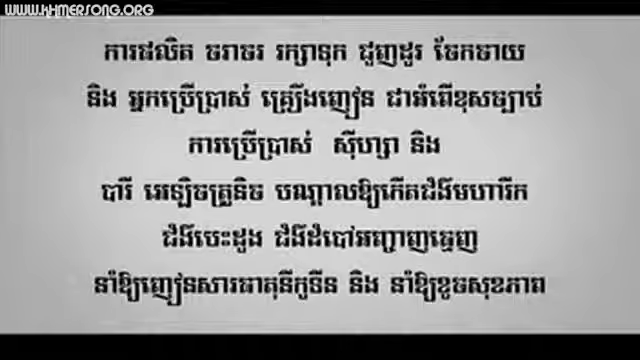 WWW.KHMERSONG.ORG
ការផលិត ចរាចរ រក្សាទុក ជួញដូរ ចែកចាយ
និង អ្នកប្រើប្រាស់ គ្រឿងញៀន ជាអំពើខុសច្បាប់
ការប្រើប្រាស់ ស៊ីហ្សា និង
បារី អេឡិចត្រូនិច បណ្តាលឱ្យកើតជំងឺមហារីក
ជំងឺបេះដូង ជំងឺដំបៅអញ្ចាញធ្មេញ
នាំឱ្យញៀនសារធាតុនីកូទីន និង នាំឱ្យខូចសុខភាព